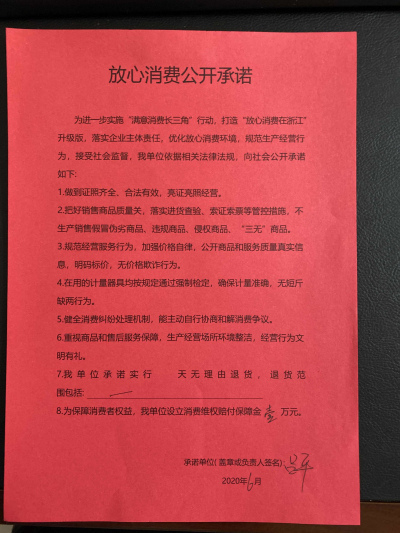 放心消费公开承诺
为进一步实施“满意消费长三角”行动，打造“放心消费在浙江”
升级版，落实企业主体责任，优化放心消费环境，规范生产经营行
为，接受社会监督，我单位依据相关法律法规，向社会公开承诺
如下：
1.做到证照齐全、合法有效，亮证亮照经营。
2.把好销售商品质量关，落实进货查验、索证索票等管控措施，不
生产销售假冒伪劣商品、违规商品、侵权商品、“三无”商品。
3.规范经营服务行为，加强价格自律，公开商品和服务质量真实信
息，明码标价，无价格欺诈行为。
4.在用的计量器具均按规定通过强制检定，确保计量准确，无短斤
缺两行为。
5.健全消费纠纷处理机制，能主动自行协商和解消费争议。
6.重视商品和售后服务保障，生产经营场所环境整洁，经营行为文
明有礼。
7.我单位承诺实行 天无理由退货，退货范
围包括：
8.为保障消费者权益，我单位设立消费维权赔付保障金 壹 万元。
承诺单位(盖章或负责人签名):
2020年6月